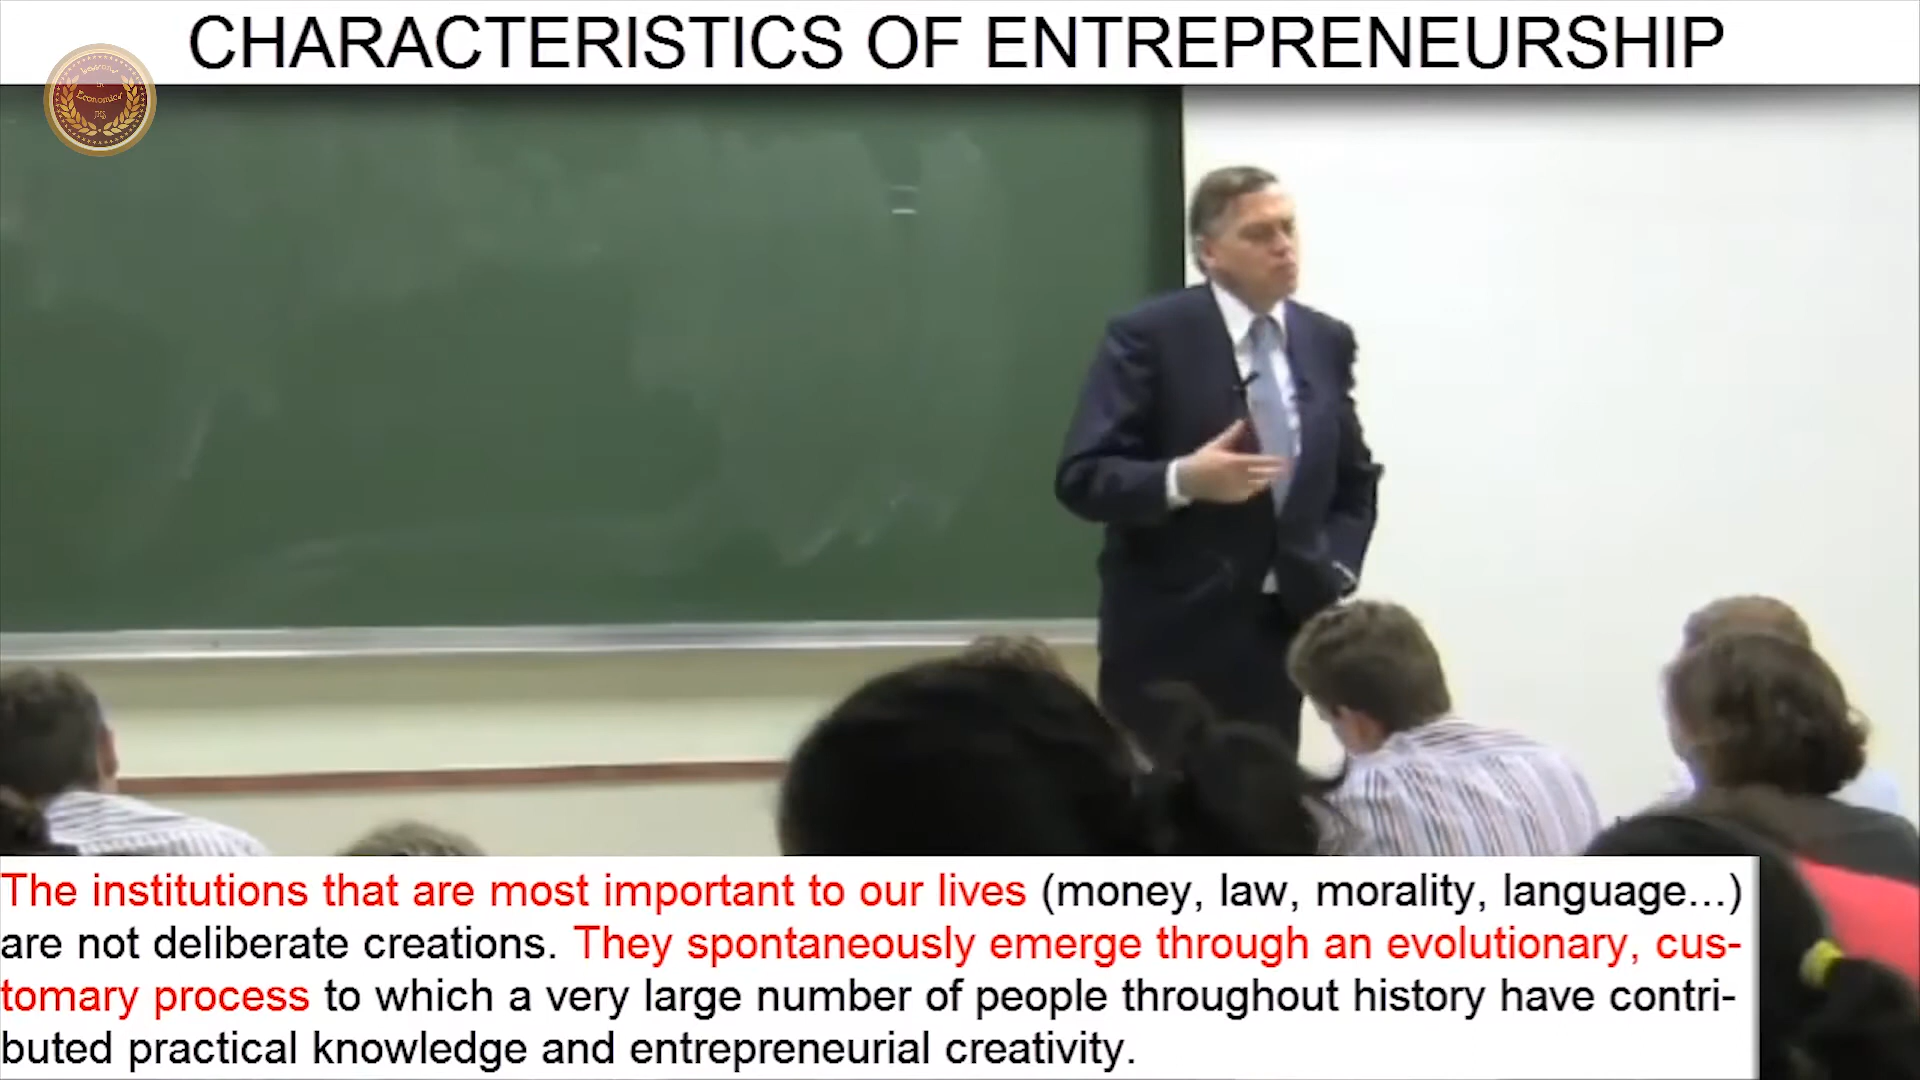 CHARACTERISTICS OF ENTREPRENEURSHIP
Economics
The institutions that are most important to our lives (money, law, morality, language...)
are not deliberate creations. They spontaneously emerge through an evolutionary, cus-
tomary process to which a very large number of people throughout history have contri-
buted practical knowledge and entrepreneurial creativity.